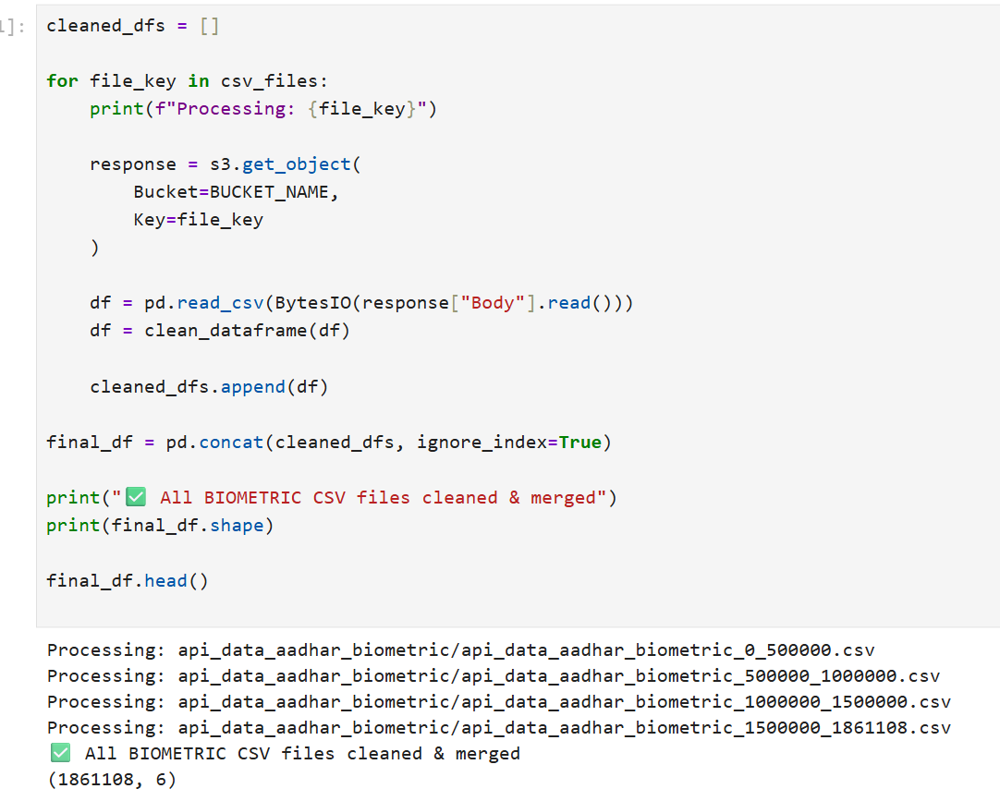 ]:
cleaned_dfs = []
for file_key in csv_files:
    print(f"Processing: {file_key}")
    response = s3.get_object(
        Bucket=BUCKET_NAME,
        Key=file_key
    )
    df = pd.read_csv(BytesIO(response["Body"].read()))
    df = clean_dataframe(df)
    cleaned_dfs.append(df)
final_df = pd.concat(cleaned_dfs, ignore_index=True)
print("✅ All BIOMETRIC CSV files cleaned & merged")
print(final_df.shape)
final_df.head()
Processing: api_data_aadhar_biometric/api_data_aadhar_biometric_0_500000.csv
Processing: api_data_aadhar_biometric/api_data_aadhar_biometric_500000_1000000.csv
Processing: api_data_aadhar_biometric/api_data_aadhar_biometric_1000000_1500000.csv
Processing: api_data_aadhar_biometric/api_data_aadhar_biometric_1500000_1861108.csv
✅ All BIOMETRIC CSV files cleaned & merged
(1861108, 6)